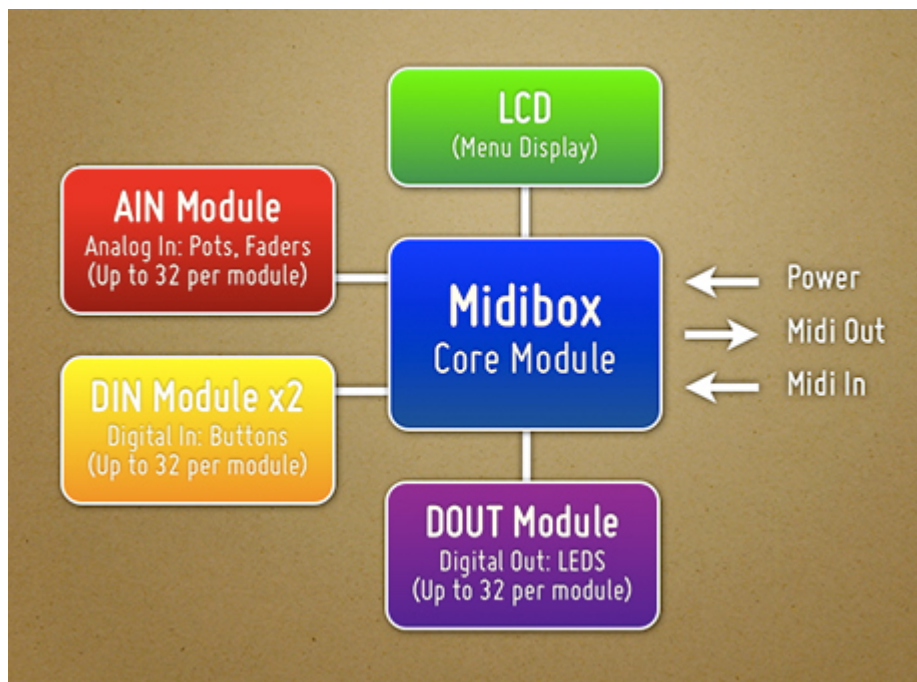 LCD
(Menu Display)
AIN Module
Analog In: Pots, Faders
(Up to 32 per module)
Midibox
Core Module
Power
Midi Out
Midi In
DIN Module x2
Digital In: Buttons
(Up to 32 per module)
DOUT Module
Digital Out: LEDS
(Up to 32 per module)